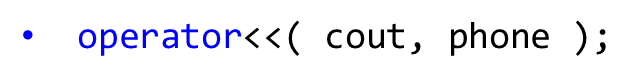 • operator<<( cout, phone );